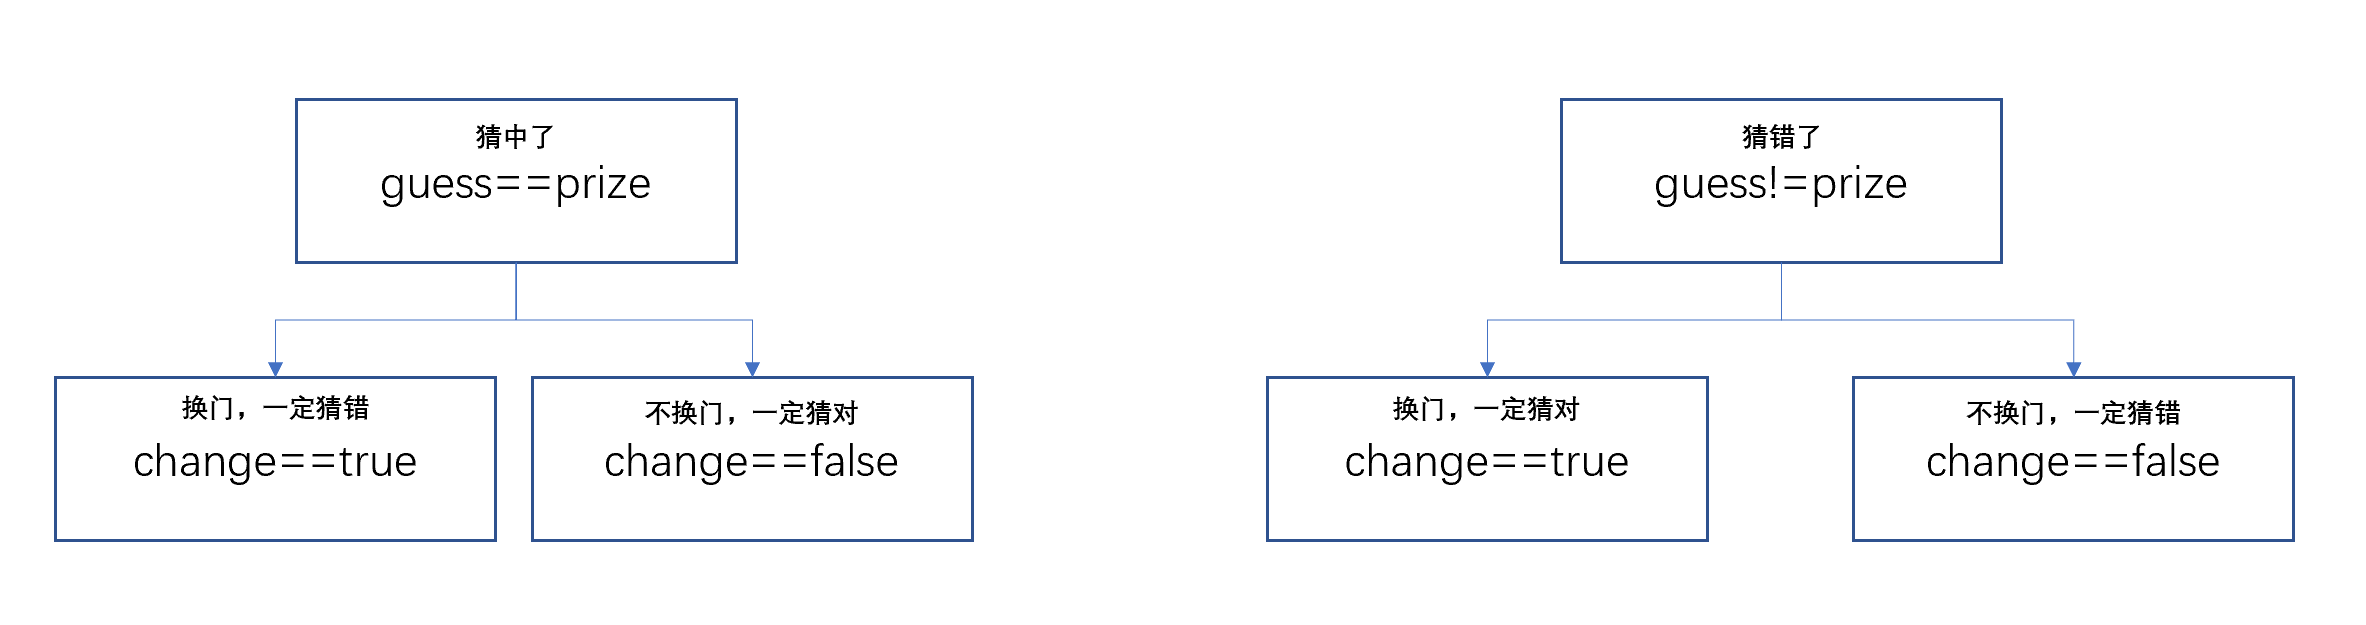 猜中了
guess==prize
猜错了
guess!=prize
换门，一定猜错
change==true
不换门，一定猜对
change==false
换门，一定猜对
change==true
不换门，一定猜错
change==false